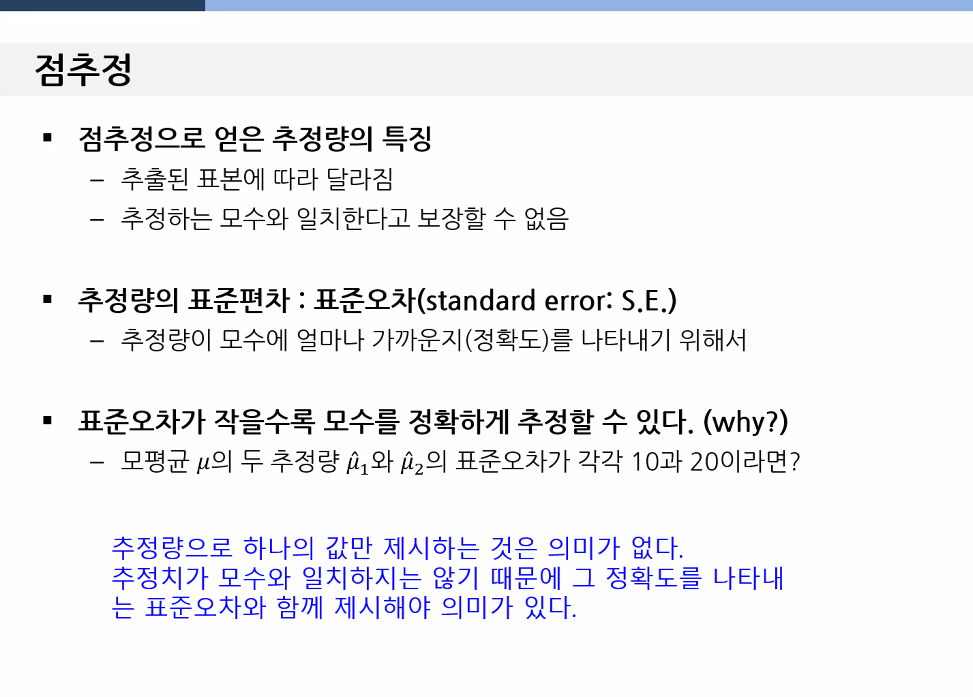 점추정
▪ 점추정으로 얻은 추정량의 특징
– 추출된 표본에 따라 달라짐
– 추정하는 모수와 일치한다고 보장할 수 없음
▪ 추정량의 표준편차 : 표준오차(standard error: S.E.)
– 추정량이 모수에 얼마나 가까운지(정확도)를 나타내기 위해서
▪ 표준오차가 작을수록 모수를 정확하게 추정할 수 있다. (why?)
– 모평균 𝜇의 두 추정량 𝜇̂₁와 𝜇̂₂의 표준오차가 각각 10과 20이라면?
추정량으로 하나의 값만 제시하는 것은 의미가 없다.
추정치가 모수와 일치하지는 않기 때문에 그 정확도를 나타내
는 표준오차와 함께 제시해야 의미가 있다.